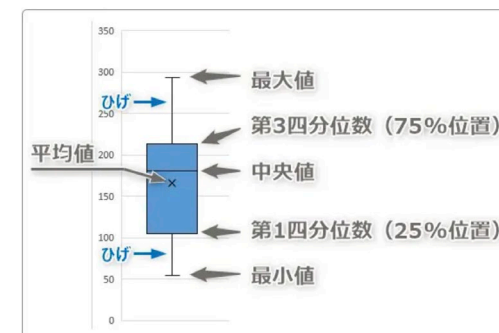 350
300
最大値
ひげ
250
第3四分位数（75%位置）
平均値
200
中央値
150
100
第1四分位数（25%位置）
ひげ
50
最小値
0